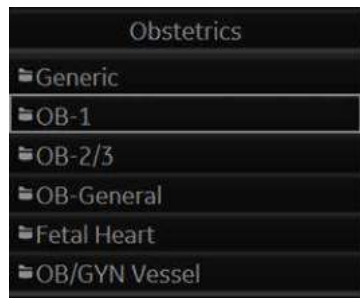 Obstetrics
Generic
OB-1
OB-2/3
OB-General
Fetal Heart
OB/GYN Vessel